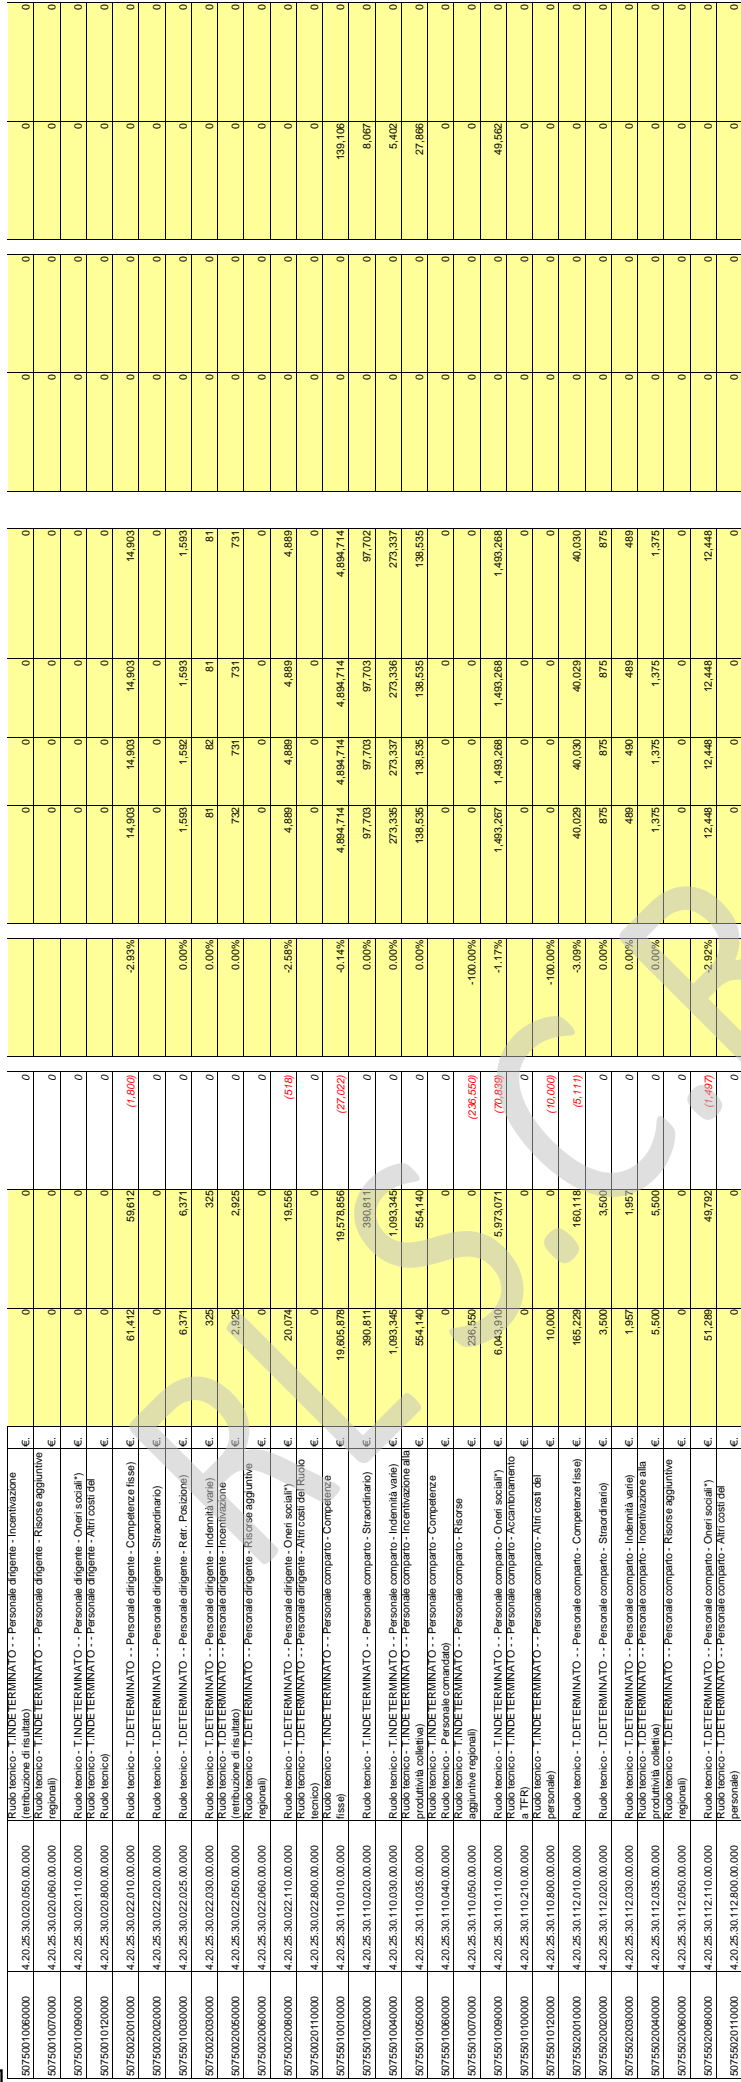 50750010060000 4.20.25.30.020.050.00.000 Ruolo tecnico - T.INDETERMINATO - - Personale dirigente - Incentivazione (retribuzione di risultato) €. 0 0 0 0 0 0 0 0 0 0 0
50750010070000 4.20.25.30.020.060.00.000 Ruolo tecnico - T.INDETERMINATO - - Personale dirigente - Risorse aggiuntive regionali) €. 0 0 0 0 0 0 0 0 0 0 0
50750010090000 4.20.25.30.020.110.00.000 Ruolo tecnico - T.INDETERMINATO - - Personale dirigente - Oneri sociali*) €. 0 0 0 0 0 0 0 0 0 0 0
50750010120000 4.20.25.30.020.800.00.000 Ruolo tecnico - T.INDETERMINATO - - Personale dirigente - Altri costi del Ruolo tecnico) €. 0 0 0 0 0 0 0 0 0 0 0
50750020010000 4.20.25.30.022.010.00.000 Ruolo tecnico - T.DETERMINATO - - Personale dirigente - Competenze fisse) €. 61,412 59,612 (1,800) -2.93% 14,903 14,903 14,903 14,903 0 0 0 0
50750020020000 4.20.25.30.022.020.00.000 Ruolo tecnico - T.DETERMINATO - - Personale dirigente - Straordinario) €. 0 0 0 0 0 0 0 0 0 0 0
50755010030000 4.20.25.30.022.025.00.000 Ruolo tecnico - T.DETERMINATO - - Personale dirigente - Retr. Posizione) €. 6,371 6,371 0 0.00% 1,593 1,592 1,593 1,593 0 0 0 0
50750020030000 4.20.25.30.022.030.00.000 Ruolo tecnico - T.DETERMINATO - - Personale dirigente - Indennità varie) €. 325 325 0 0.00% 81 82 81 81 0 0 0 0
50750020050000 4.20.25.30.022.050.00.000 Ruolo tecnico - T.DETERMINATO - - Personale dirigente - Incentivazione (retribuzione di risultato) €. 2,925 2,925 0 0.00% 732 731 731 731 0 0 0 0
50750020060000 4.20.25.30.022.060.00.000 Ruolo tecnico - T.DETERMINATO - - Personale dirigente - Risorse aggiuntive regionali) €. 0 0 0 0 0 0 0 0 0 0 0
50750020080000 4.20.25.30.022.110.00.000 Ruolo tecnico - T.DETERMINATO - - Personale dirigente - Oneri sociali*) €. 20,074 19,556 (518) -2.58% 4,889 4,889 4,889 4,889 0 0 0 0
50750020110000 4.20.25.30.022.800.00.000 Ruolo tecnico - T.DETERMINATO - - Personale dirigente - Altri costi del Ruolo tecnico) €. 0 0 0 0 0 0 0 0 0 0 0
50755010010000 4.20.25.30.110.010.00.000 Ruolo tecnico - T.INDETERMINATO - - Personale comparto - Competenze fisse) €. 19,605,878 19,578,856 (27,022) -0.14% 4,894,714 4,894,714 4,894,714 4,894,714 0 0 139,106 0
50755010020000 4.20.25.30.110.020.00.000 Ruolo tecnico - T.INDETERMINATO - - Personale comparto - Straordinario) €. 390,811 390,811 0 0.00% 97,703 97,703 97,703 97,702 0 0 8,067 0
50755010040000 4.20.25.30.110.030.00.000 Ruolo tecnico - T.INDETERMINATO - - Personale comparto - Indennità varie) €. 1,093,345 1,093,345 0 0.00% 273,335 273,337 273,336 273,337 0 0 5,402 0
50755010050000 4.20.25.30.110.035.00.000 Ruolo tecnico - T.INDETERMINATO - - Personale comparto - Incentivazione alla produttività collettiva) €. 554,140 554,140 0 0.00% 138,535 138,535 138,535 138,535 0 0 27,866 0
50755010060000 4.20.25.30.110.040.00.000 Ruolo tecnico - T.INDETERMINATO - - Personale comparto - Competenze Ruolo tecnico - Personale comandato) €. 0 0 0 0 0 0 0 0 0 0 0
50755010070000 4.20.25.30.110.050.00.000 Ruolo tecnico - T.INDETERMINATO - - Personale comparto - Risorse aggiuntive regionali) €. 236,550 0 (236,550) -100.00% 0 0 0 0 0 0 0 0
50755010090000 4.20.25.30.110.110.00.000 Ruolo tecnico - T.INDETERMINATO - - Personale comparto - Oneri sociali*) €. 6,043,910 5,973,071 (70,839) -1.17% 1,493,267 1,493,268 1,493,268 1,493,268 0 0 49,562 0
50755010100000 4.20.25.30.110.210.00.000 Ruolo tecnico - T.INDETERMINATO - - Personale comparto - Accantonamento a TFR) €. 0 0 0 0 0 0 0 0 0 0 0
50755010120000 4.20.25.30.110.800.00.000 Ruolo tecnico - T.INDETERMINATO - - Personale comparto - Altri costi del personale) €. 10,000 0 (10,000) -100.00% 0 0 0 0 0 0 0 0
50755020010000 4.20.25.30.112.010.00.000 Ruolo tecnico - T.DETERMINATO - - Personale comparto - Competenze fisse) €. 165,229 160,118 (5,111) -3.09% 40,029 40,030 40,029 40,030 0 0 0 0
50755020020000 4.20.25.30.112.020.00.000 Ruolo tecnico - T.DETERMINATO - - Personale comparto - Straordinario) €. 3,500 3,500 0 0.00% 875 875 875 875 0 0 0 0
50755020030000 4.20.25.30.112.030.00.000 Ruolo tecnico - T.DETERMINATO - - Personale comparto - Indennità varie) €. 1,957 1,957 0 0.00% 489 490 489 489 0 0 0 0
50755020040000 4.20.25.30.112.035.00.000 Ruolo tecnico - T.DETERMINATO - - Personale comparto - Incentivazione alla produttività collettiva) €. 5,500 5,500 0 0.00% 1,375 1,375 1,375 1,375 0 0 0 0
50755020060000 4.20.25.30.112.050.00.000 Ruolo tecnico - T.DETERMINATO - - Personale comparto - Risorse aggiuntive regionali) €. 0 0 0 0 0 0 0 0 0 0 0
50755020080000 4.20.25.30.112.110.00.000 Ruolo tecnico - T.DETERMINATO - - Personale comparto - Oneri sociali*) €. 51,289 49,792 (1,497) -2.92% 12,448 12,448 12,448 12,448 0 0 0 0
50755020110000 4.20.25.30.112.800.00.000 Ruolo tecnico - T.DETERMINATO - - Personale comparto - Altri costi del personale) €. 0 0 0 0 0 0 0 0 0 0 0
RLS.C.R